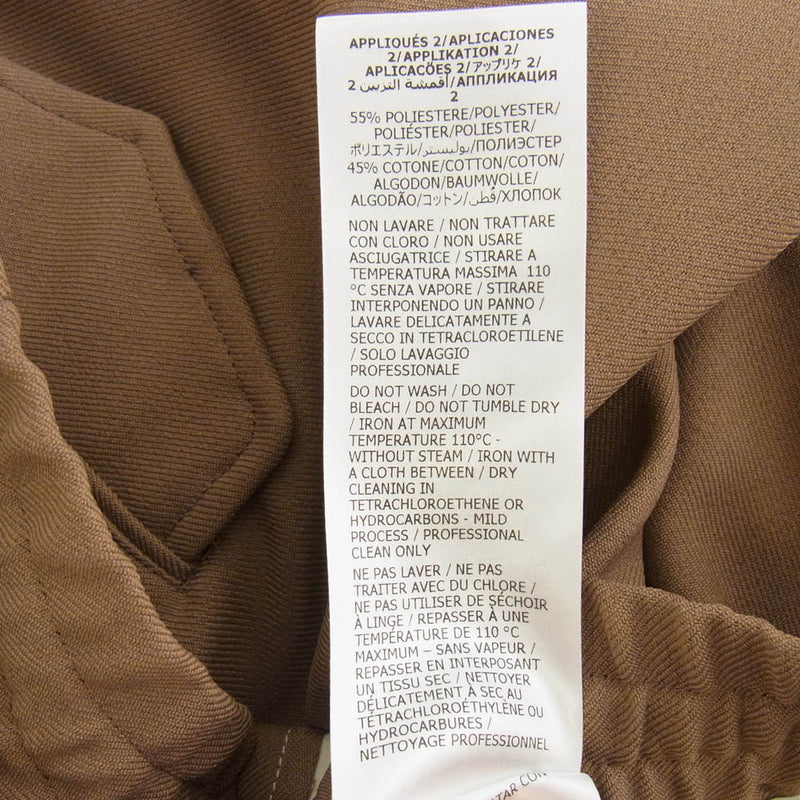 APPLIQUÉS 2/APLICACIONES
2/APPLIKATION 2/
APLICACÕES 2/アップリケ 2/
2 أقمشة التزيين/АППЛИКАЦИЯ
2
55% POLIESTERE/POLYESTER/
POLIÉSTER/POLIESTER/
ポリエステル/بوليستر/ПОЛИЭСТЕР
45% COTONE/COTTON/COTON/
ALGODON/BAUMWOLLE/
ALGODÃO/コットン/قطن/ХЛОПОК
NON LAVARE / NON TRATTARE
CON CLORO / NON USARE
ASCIUGATRICE / STIRARE A
TEMPERATURA MASSIMA 110
°C SENZA VAPORE / STIRARE
INTERPONENDO UN PANNO /
LAVARE DELICATAMENTE A
SECCO IN TETRACLOROETILENE
/ SOLO LAVAGGIO
PROFESSIONALE
DO NOT WASH / DO NOT
BLEACH / DO NOT TUMBLE DRY
/ IRON AT MAXIMUM
TEMPERATURE 110°C -
WITHOUT STEAM / IRON WITH
A CLOTH BETWEEN / DRY
CLEANING IN
TETRACHLOROETHENE OR
HYDROCARBONS - MILD
PROCESS / PROFESSIONAL
CLEAN ONLY
NE PAS LAVER / NE PAS
TRAITER AVEC DU CHLORE /
NE PAS UTILISER DE SÉCHOIR
À LINGE / REPASSER À UNE
TEMPÉRATURE DE 110 °C
MAXIMUM – SANS VAPEUR /
REPASSER EN INTERPOSANT
UN TISSU SEC / NETTOYER
DÉLICATEMENT À SEC AU
TÉTRACHLOROÉTHYLÈNE OU
HYDROCARBURES /
NETTOYAGE PROFESSIONNEL